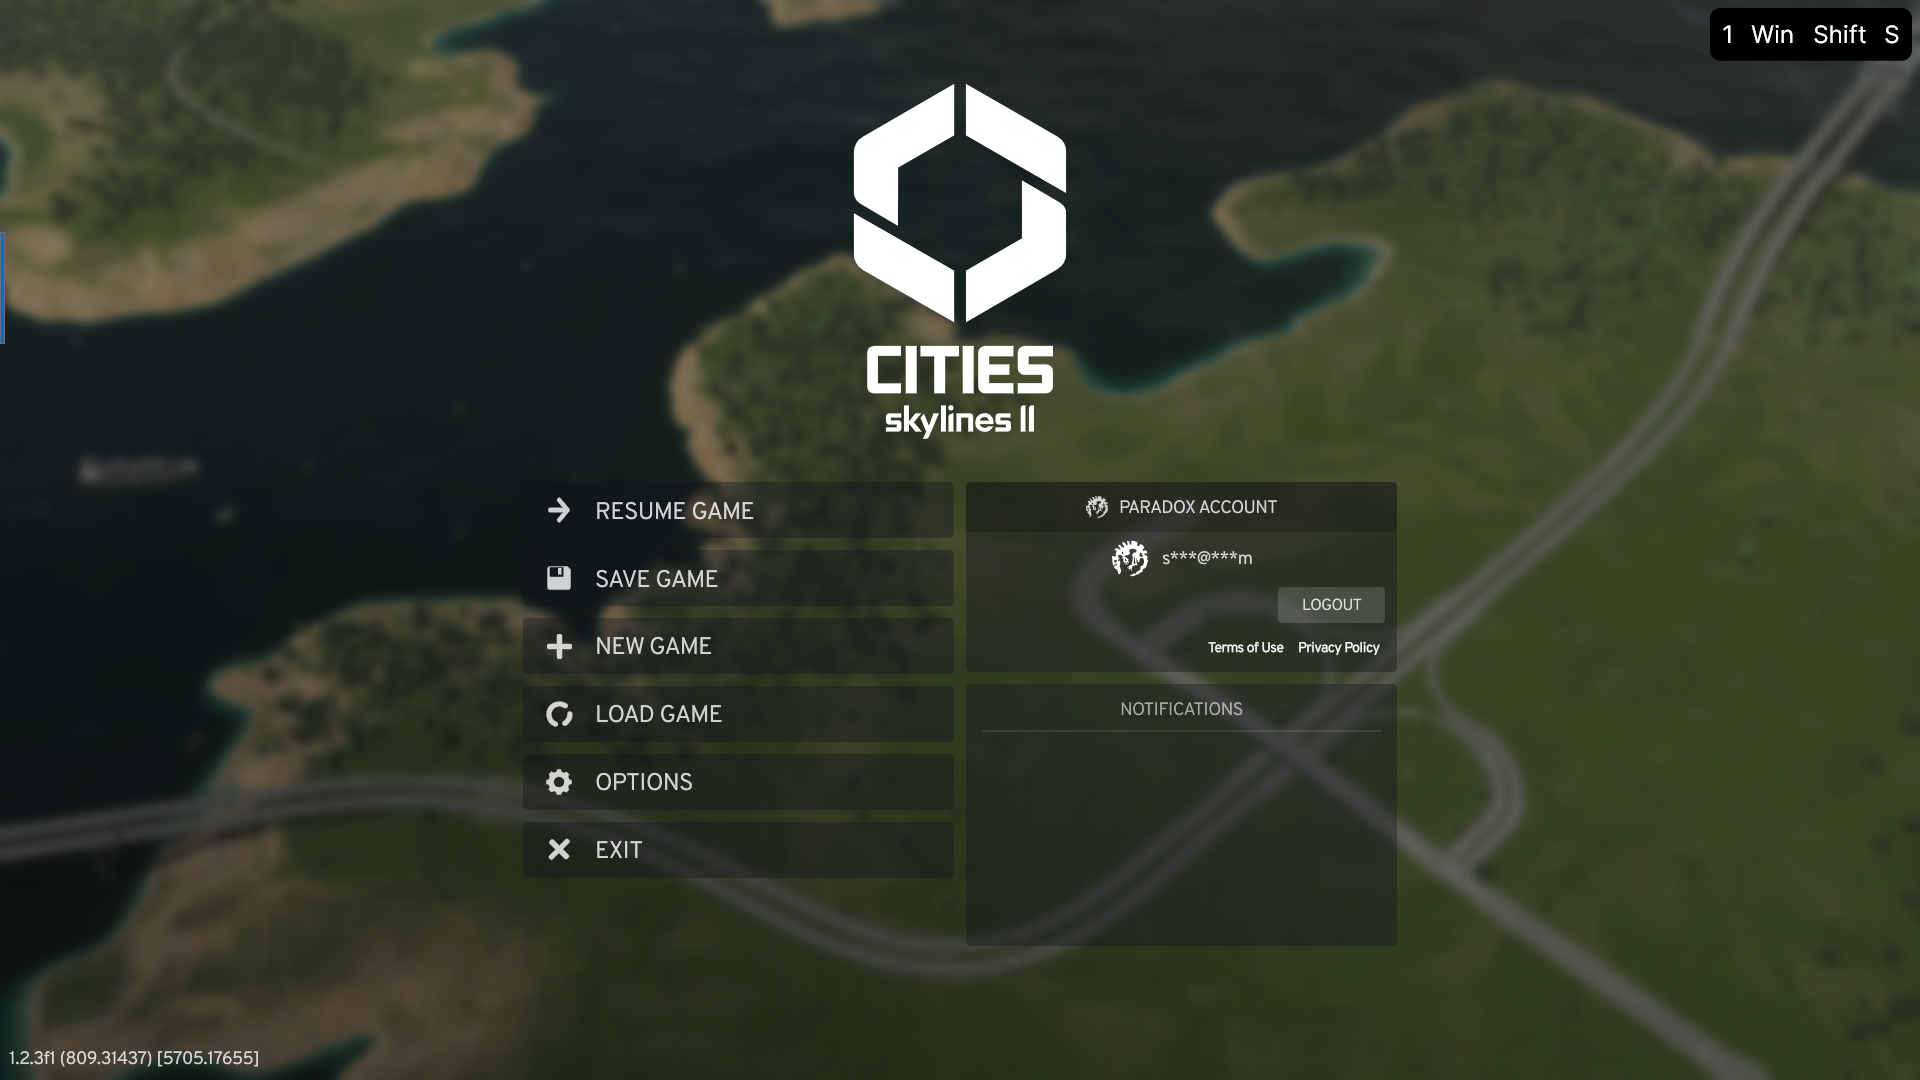 1 Win Shift S
CITIES
skylines II
RESUME GAME
SAVE GAME
NEW GAME
LOAD GAME
OPTIONS
EXIT
PARADOX ACCOUNT
s***@***m
LOGOUT
Terms of Use Privacy Policy
NOTIFICATIONS
1.2.3f1 (809.31437) [5705.17655]